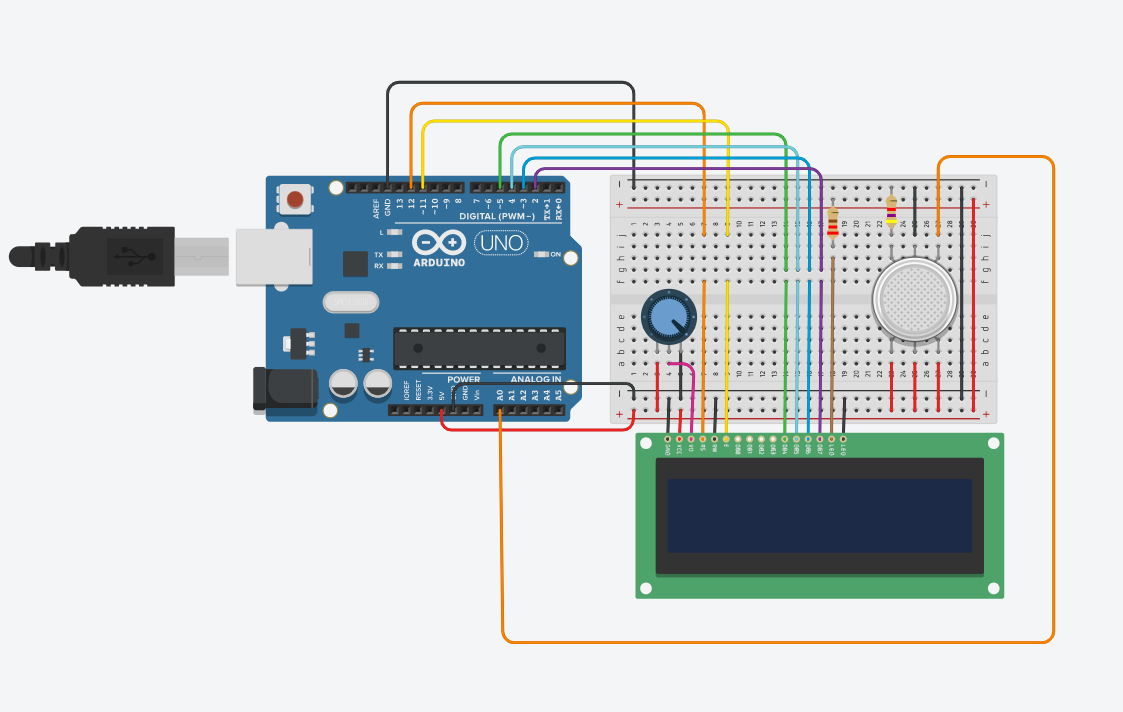 AREF
GND
13
12
~11
~10
~9
8
7
~6
~5
4
~3
2
TX→1
RX←0
DIGITAL (PWM~)
L
TX
RX
UNO
ARDUINO
ON
POWER
ANALOG IN
IOREF
RESET
3.3V
5V
GND
Vin
A0
A1
A2
A3
A4
A5
j
i
h
g
f
e
d
c
b
a
GND
VCC
V0
RS
RW
E
DB0
DB1
DB2
DB3
DB4
DB5
DB6
DB7
LED
LED